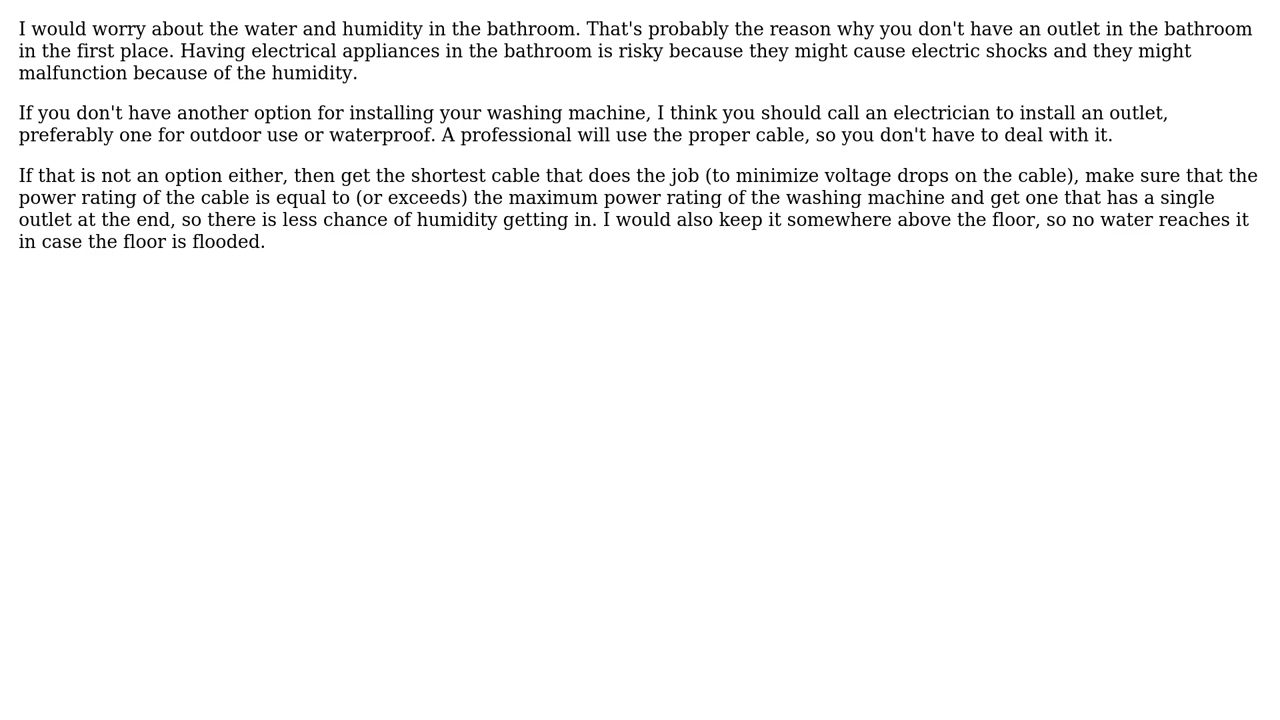 I would worry about the water and humidity in the bathroom. That's probably the reason why you don't have an outlet in the bathroom
in the first place. Having electrical appliances in the bathroom is risky because they might cause electric shocks and they might
malfunction because of the humidity.
If you don't have another option for installing your washing machine, I think you should call an electrician to install an outlet,
preferably one for outdoor use or waterproof. A professional will use the proper cable, so you don't have to deal with it.
If that is not an option either, then get the shortest cable that does the job (to minimize voltage drops on the cable), make sure that the
power rating of the cable is equal to (or exceeds) the maximum power rating of the washing machine and get one that has a single
outlet at the end, so there is less chance of humidity getting in. I would also keep it somewhere above the floor, so no water reaches it
in case the floor is flooded.